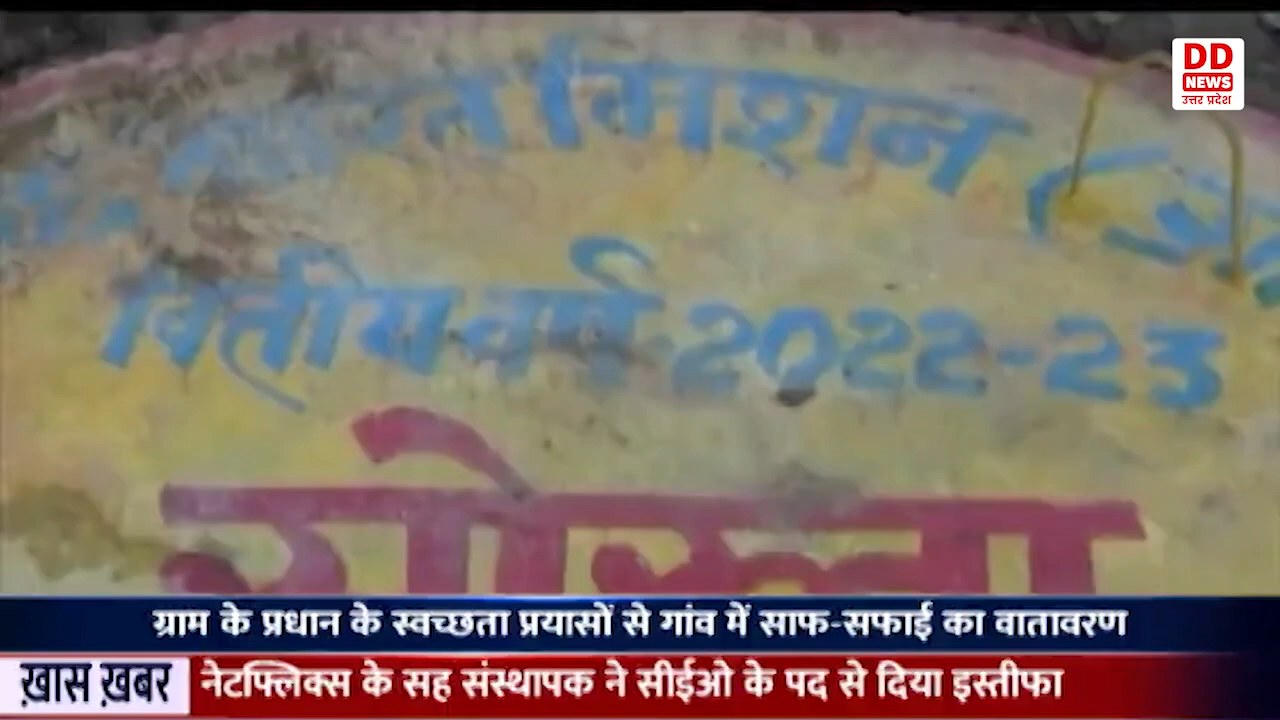 DD
NEWS
उत्तर प्रदेश
मिशन
वित्तीय वर्ष 2022-23
ग्राम के प्रधान के स्वच्छता प्रयासों से गांव में साफ-सफाई का वातावरण
ख़ास ख़बर
नेटफ्लिक्स के सह संस्थापक ने सीईओ के पद से दिया इस्तीफा